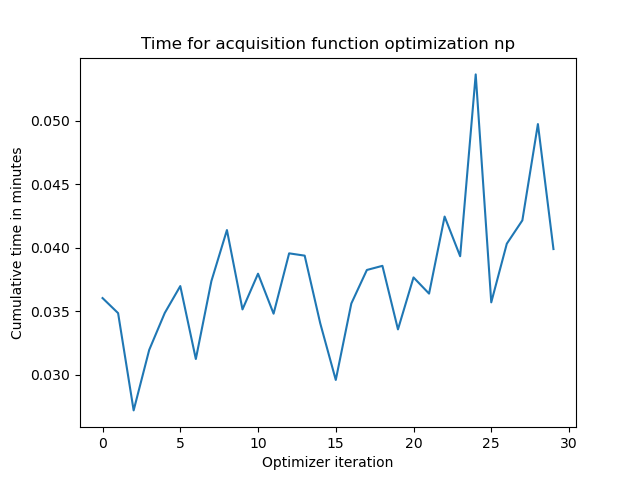 Time for acquisition function optimization np
Cumulative time in minutes
0.050
0.045
0.040
0.035
0.030
0 5 10 15 20 25 30
Optimizer iteration